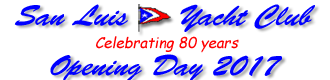 San Luis Yacht Club
Celebrating 80 years
Opening Day 2017